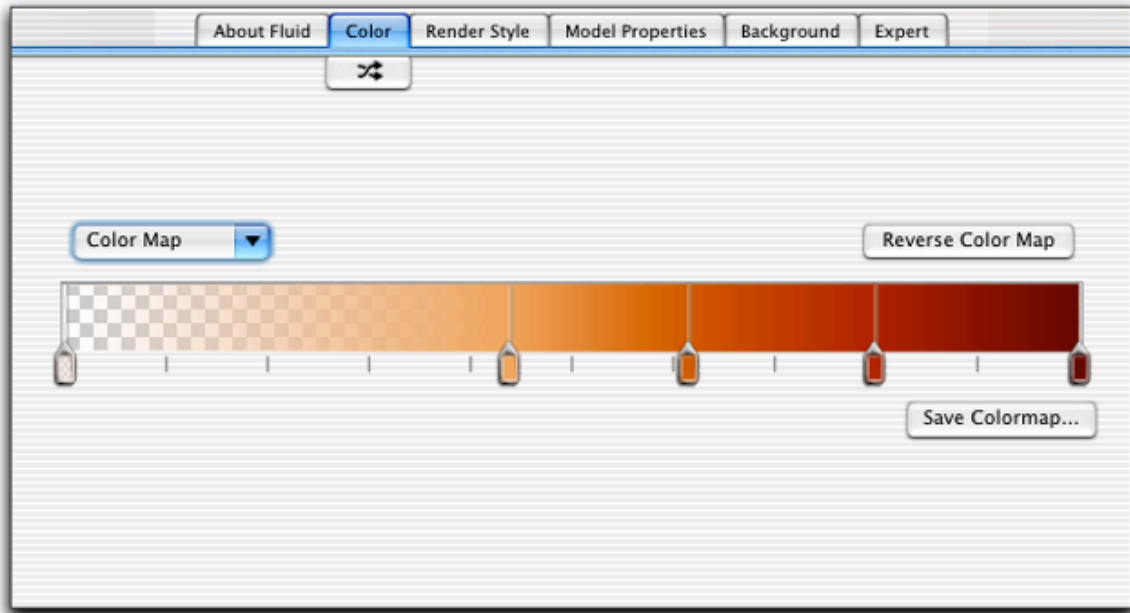 About Fluid Color Render Style Model Properties Background Expert
Color Map Reverse Color Map
Save Colormap...